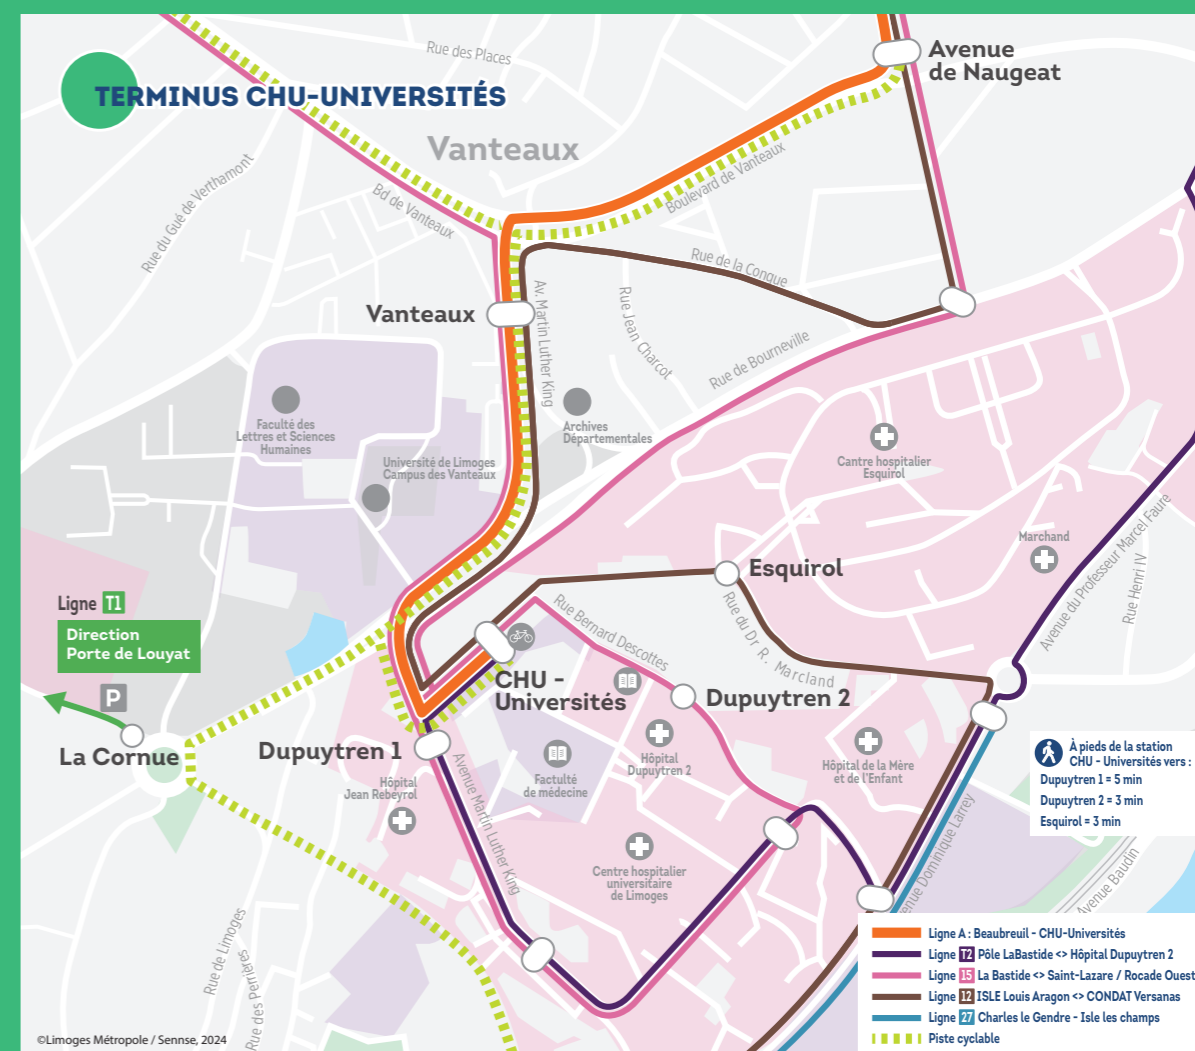 TERMINUS CHU-UNIVERSITÉS
Rue des Places
Avenue
de Naugeat
Vanteaux
Rue du Gué de Verthamont
Bd de Vanteaux
Boulevard de Vanteaux
Rue de la Conque
Vanteaux
Av. Martin Luther King
Rue Jean Charcot
Rue de Bourneville
Faculté des
Lettres et Sciences
Humaines
Archives
Départementales
Université de Limoges
Campus des Vanteaux
Cantre hospitalier
Esquirol
Marchand
Avenue du Professeur Marcel Faure
Rue Henri IV
Esquirol
Ligne T1
Direction
Porte de Louyat
P
La Cornue
Rue Bernard Descottes
Rue du Dr R. Marcland
CHU -
Universités
Dupuytren 2
Dupuytren 1
Hôpital
Jean Rebeyrol
Avenue Martin Luther King
Factulté
de médecine
Hôpital
Dupuytren 2
Hôpital de la Mère
et de l'Enfant
Centre hospitalier
universitaire
de Limoges
À pieds de la station
CHU - Universités vers :
Dupuytren 1 = 5 min
Dupuytren 2 = 3 min
Esquirol = 3 min
enue Dominique Larrey
Avenue Baudin
Rue de Limoges
Rue des Perrières
Ligne A : Beaubreuil - CHU-Universités
Ligne T2 Pôle LaBastide <> Hôpital Dupuytren 2
Ligne 15 La Bastide <> Saint-Lazare / Rocade Ouest
Ligne 12 ISLE Louis Aragon <> CONDAT Versanas
Ligne 27 Charles le Gendre - Isle les champs
Piste cyclable
©Limoges Métropole / Sennse, 2024